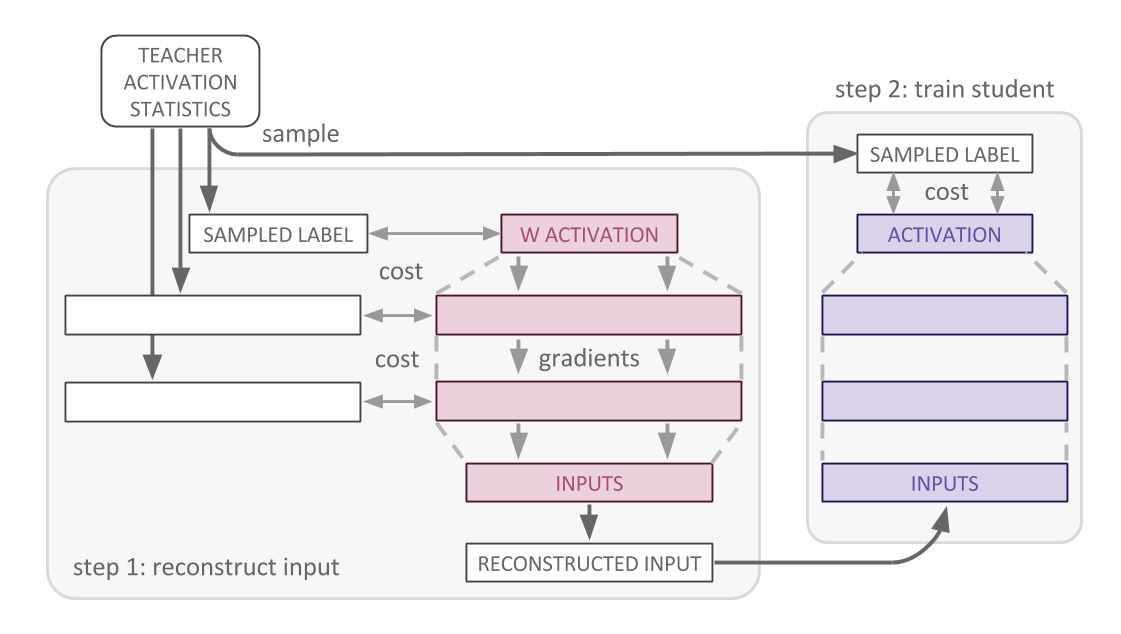 TEACHER
ACTIVATION
STATISTICS
sample
step 2: train student
SAMPLED LABEL
cost
ACTIVATION
SAMPLED LABEL
W ACTIVATION
cost
cost
gradients
INPUTS
INPUTS
RECONSTRUCTED INPUT
step 1: reconstruct input